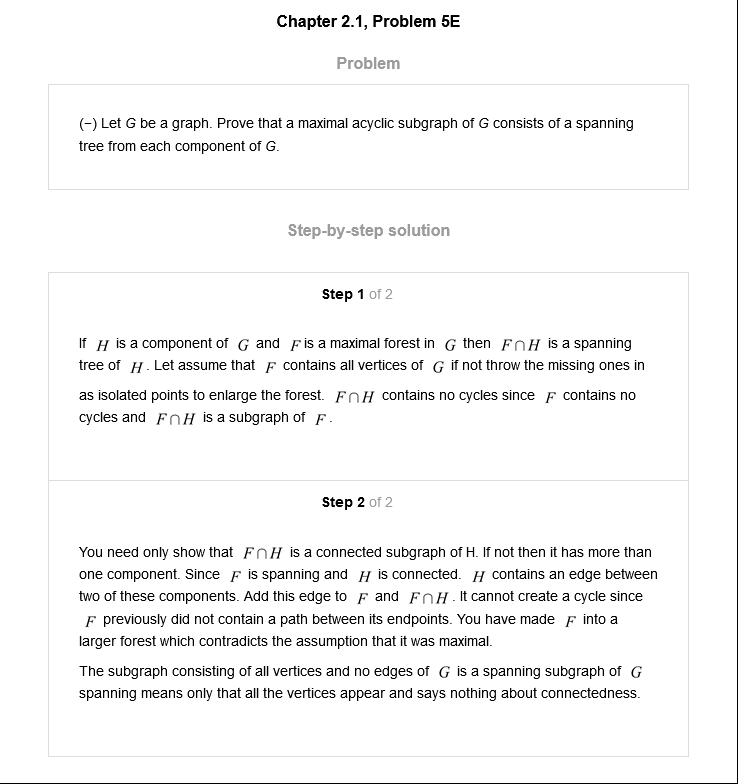 Chapter 2.1, Problem 5E
Problem
(−) Let G be a graph. Prove that a maximal acyclic subgraph of G consists of a spanning
tree from each component of G.
Step-by-step solution
Step 1 of 2
If H is a component of G and F is a maximal forest in G then F∩H is a spanning
tree of H. Let assume that F contains all vertices of G if not throw the missing ones in
as isolated points to enlarge the forest. F∩H contains no cycles since F contains no
cycles and F∩H is a subgraph of F.
Step 2 of 2
You need only show that F∩H is a connected subgraph of H. If not then it has more than
one component. Since F is spanning and H is connected. H contains an edge between
two of these components. Add this edge to F and F∩H. It cannot create a cycle since
F previously did not contain a path between its endpoints. You have made F into a
larger forest which contradicts the assumption that it was maximal.
The subgraph consisting of all vertices and no edges of G is a spanning subgraph of G
spanning means only that all the vertices appear and says nothing about connectedness.